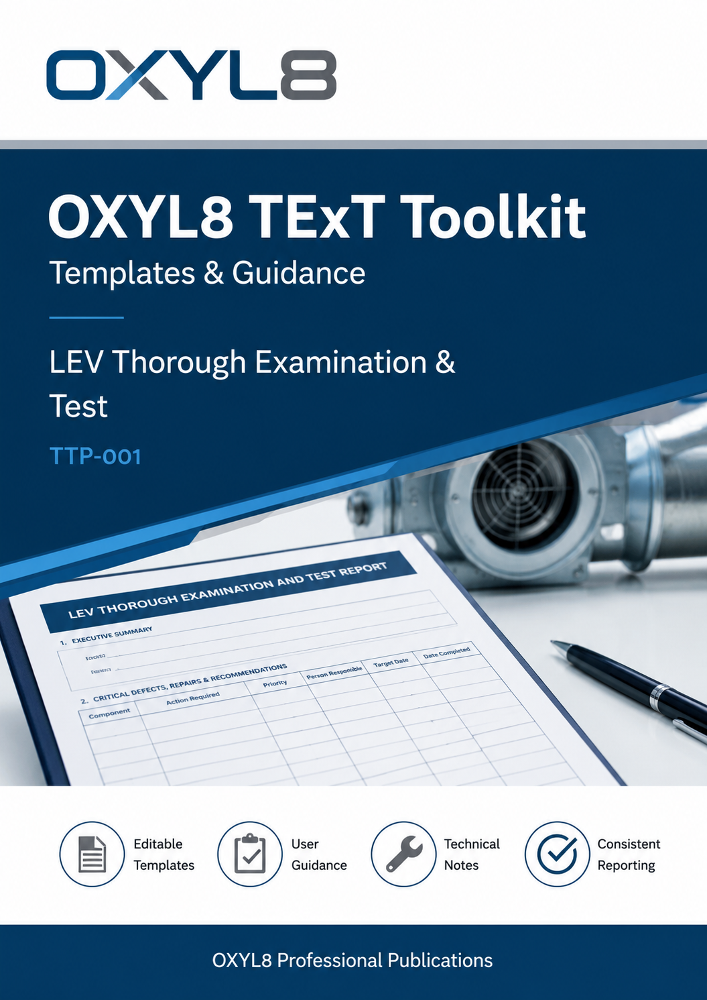 OXYL8
OXYL8 TExT Toolkit
Templates & Guidance
LEV Thorough Examination &
Test
TTP-001
LEV THOROUGH EXAMINATION AND TEST REPORT
1. EXECUTIVE SUMMARY
2. CRITICAL DEFECTS, REPAIRS & RECOMMENDATIONS
Component Action Required Priority Person Responsible Target Date Date Completed
Editable
Templates
User
Guidance
Technical
Notes
Consistent
Reporting
OXYL8 Professional Publications